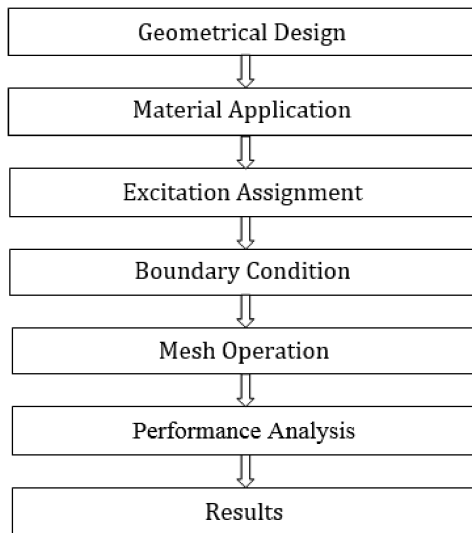 Geometrical Design
Material Application
Excitation Assignment
Boundary Condition
Mesh Operation
Performance Analysis
Results